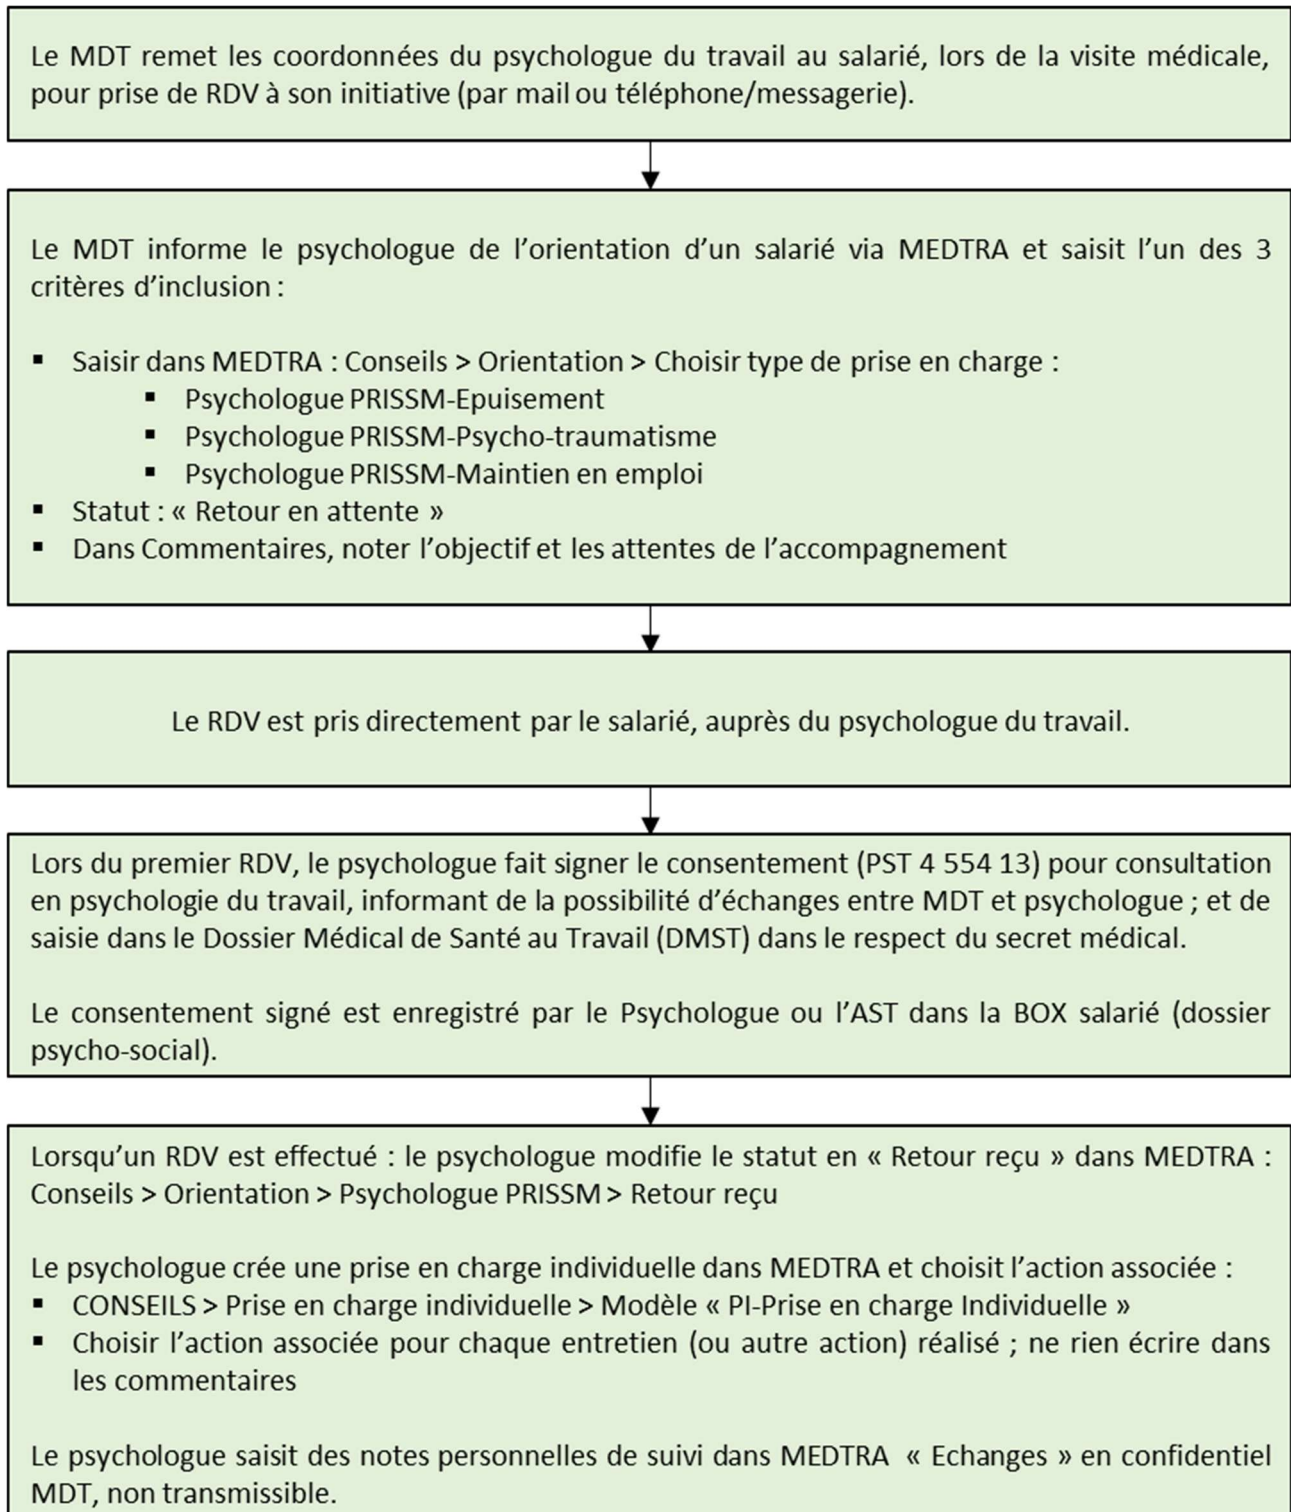 Le MDT remet les coordonnées du psychologue du travail au salarié, lors de la visite médicale,
pour prise de RDV à son initiative (par mail ou téléphone/messagerie).
Le MDT informe le psychologue de l’orientation d’un salarié via MEDTRA et saisit l’un des 3
critères d’inclusion :
▪ Saisir dans MEDTRA : Conseils > Orientation > Choisir type de prise en charge :
▪ Psychologue PRISSM-Epuisement
▪ Psychologue PRISSM-Psycho-traumatisme
▪ Psychologue PRISSM-Maintien en emploi
▪ Statut : « Retour en attente »
▪ Dans Commentaires, noter l’objectif et les attentes de l’accompagnement
Le RDV est pris directement par le salarié, auprès du psychologue du travail.
Lors du premier RDV, le psychologue fait signer le consentement (PST 4 554 13) pour consultation
en psychologie du travail, informant de la possibilité d’échanges entre MDT et psychologue ; et de
saisie dans le Dossier Médical de Santé au Travail (DMST) dans le respect du secret médical.
Le consentement signé est enregistré par le Psychologue ou l’AST dans la BOX salarié (dossier
psycho-social).
Lorsqu’un RDV est effectué : le psychologue modifie le statut en « Retour reçu » dans MEDTRA :
Conseils > Orientation > Psychologue PRISSM > Retour reçu
Le psychologue crée une prise en charge individuelle dans MEDTRA et choisit l’action associée :
▪ CONSEILS > Prise en charge individuelle > Modèle « PI-Prise en charge Individuelle »
▪ Choisir l’action associée pour chaque entretien (ou autre action) réalisé ; ne rien écrire dans
les commentaires
Le psychologue saisit des notes personnelles de suivi dans MEDTRA « Echanges » en confidentiel
MDT, non transmissible.